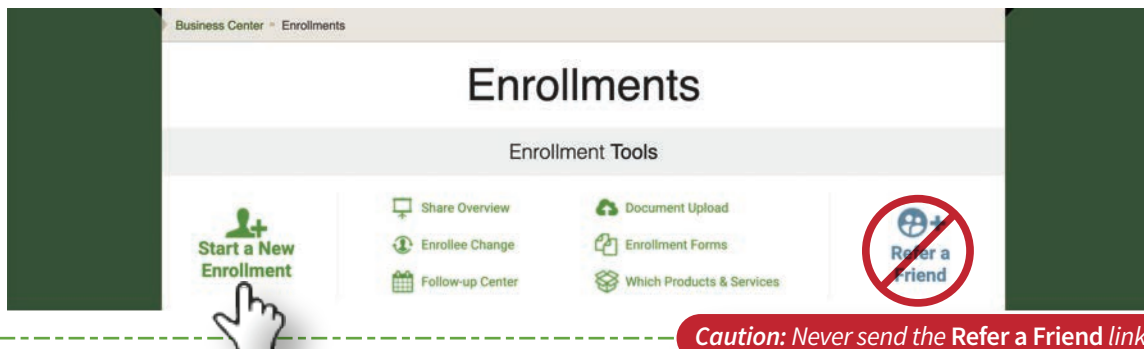 Business Center » Enrollments
Enrollments
Enrollment Tools
Start a New
Enrollment
Share Overview
Enrollee Change
Follow-up Center
Document Upload
Enrollment Forms
Which Products & Services
Refer a
Friend
Caution: Never send the Refer a Friend link